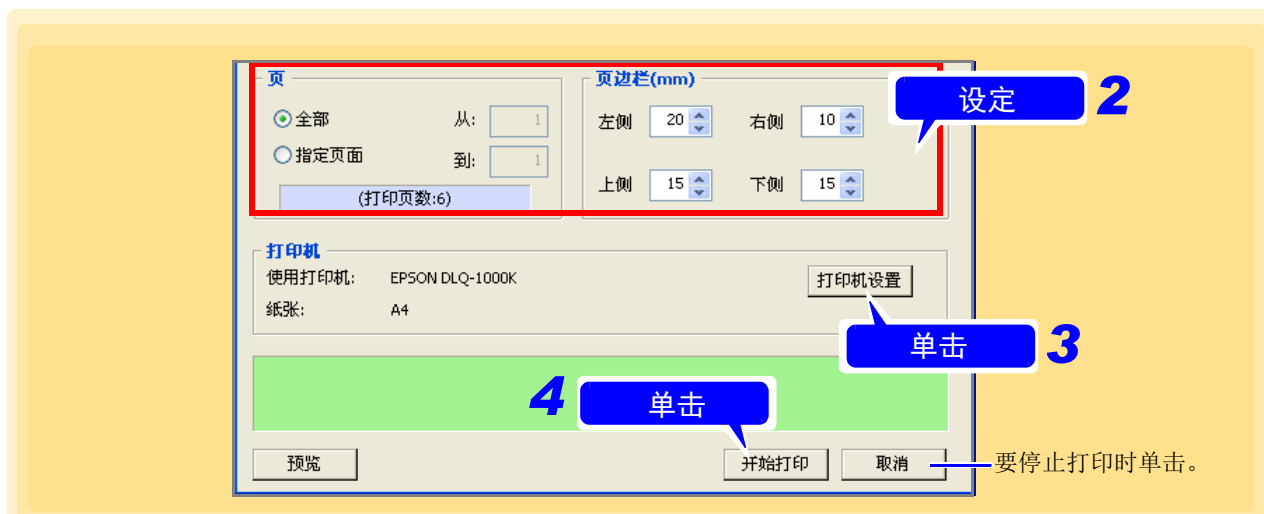 页
全部 从: 1
指定页面 到: 1
(打印页数:6)
页边栏(mm)
左侧 20 右侧 10
上侧 15 下侧 15
设定 2
打印机
使用打印机: EPSON DLQ-1000K
纸张: A4
打印机设置
单击 3
4 单击
预览 开始打印 取消 要停止打印时单击。